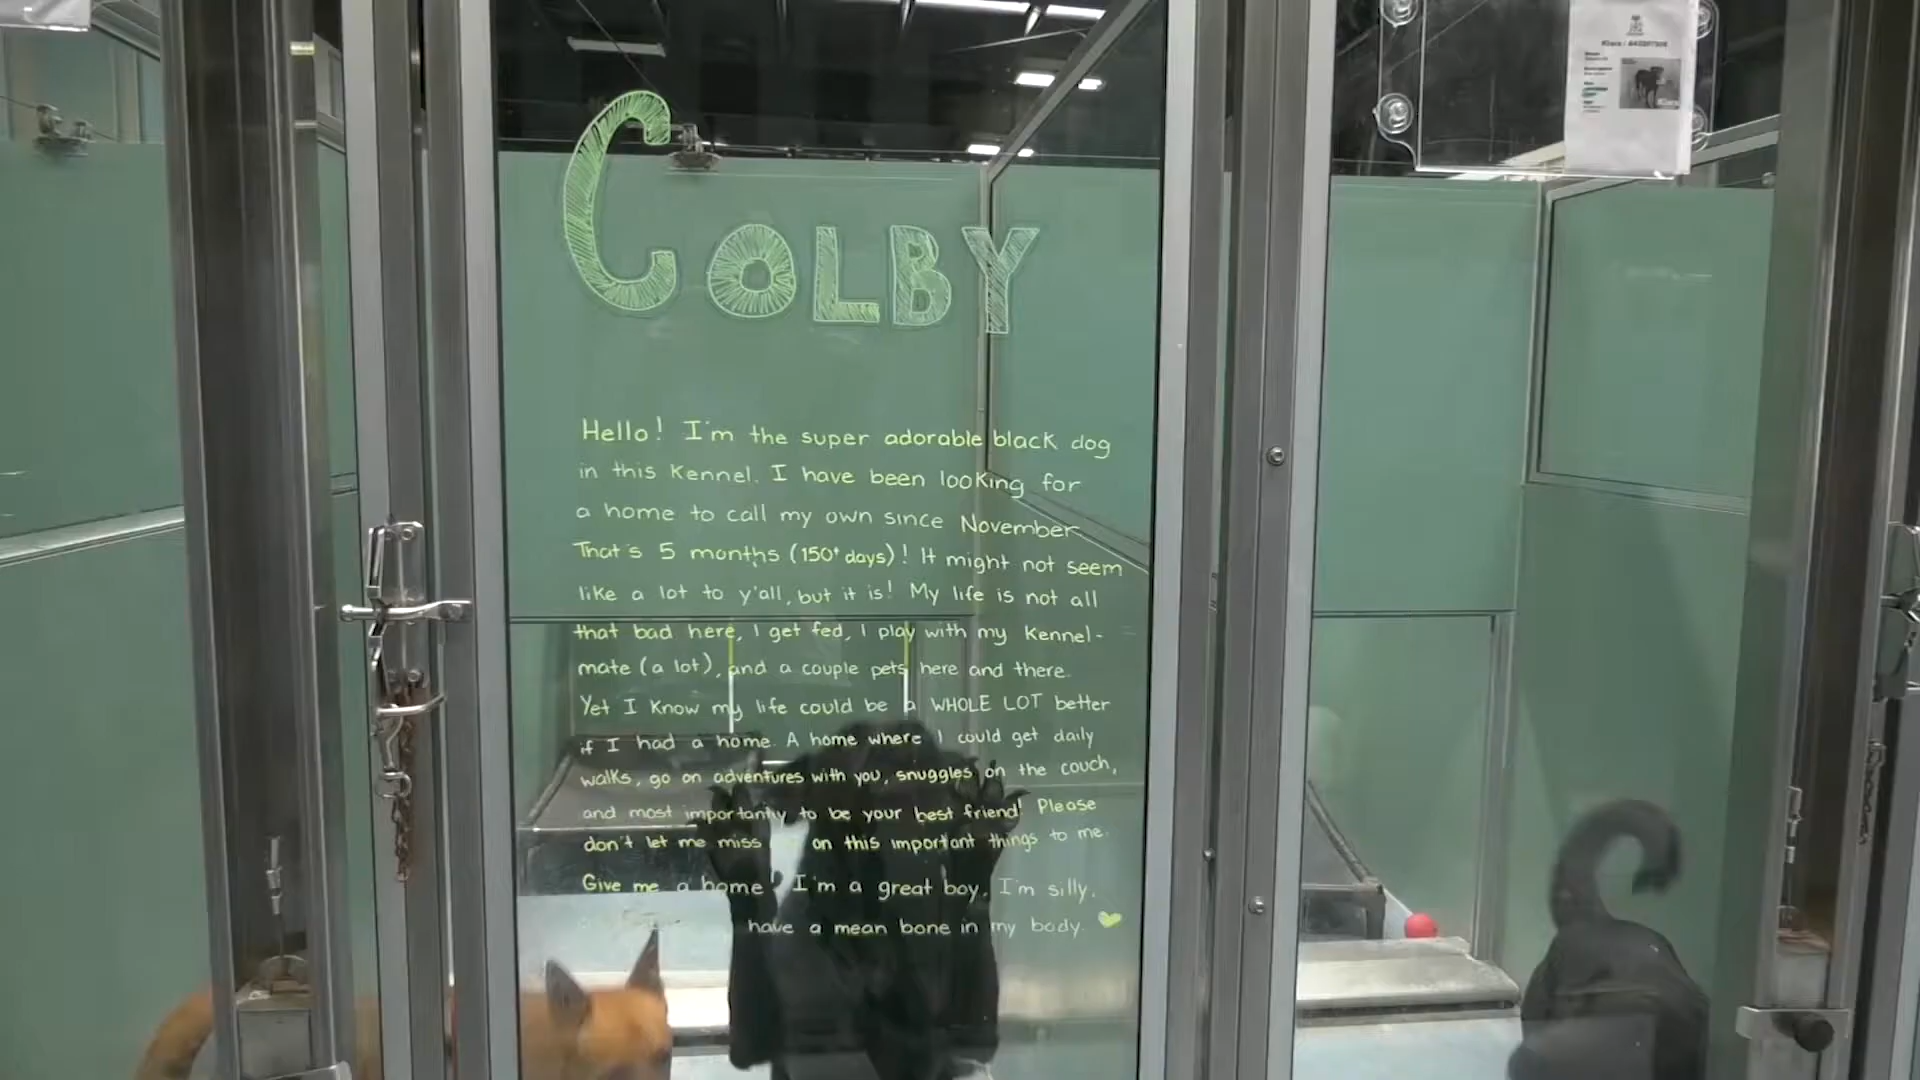 COLBY
Hello! I'm the super adorable black dog
in this kennel. I have been looking for
a home to call my own since November
That's 5 months (150+ days)! It might not seem
like a lot to y'all, but it is! My life is not all
that bad here, I get fed, I play with my kennel-
mate (a lot), and a couple pets here and there.
Yet I know my life could be a WHOLE LOT better
if I had a home. A home where I could get daily
walks, go on adventures with you, snuggles on the couch,
and most importantly to be your best friend! Please
don't let me miss on this important things to me.
Give me a home! I'm a great boy, I'm silly,
have a mean bone in my body.